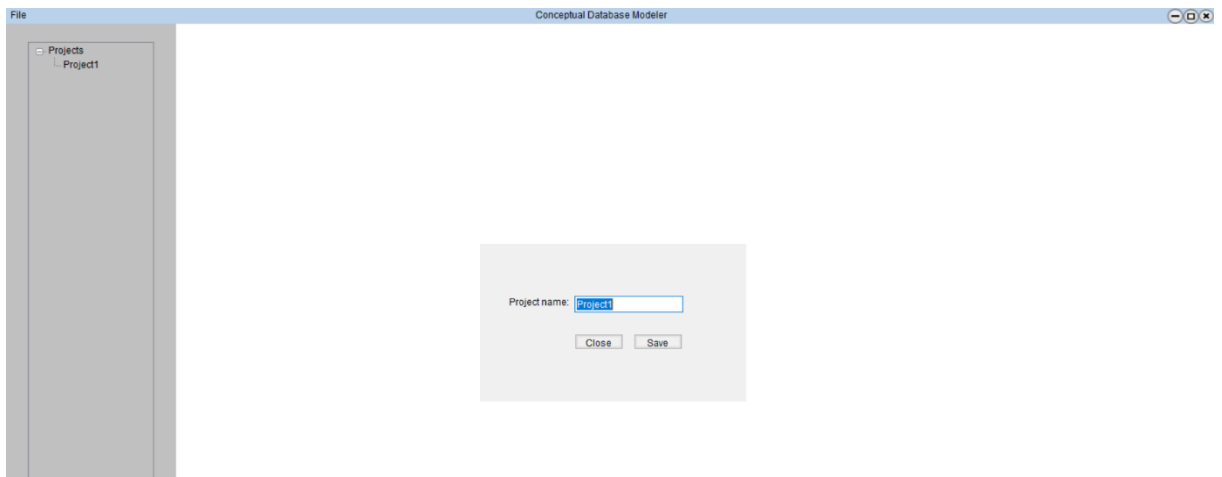 File
Conceptual Database Modeler
Projects
Project1
Project name: Project1
Close Save